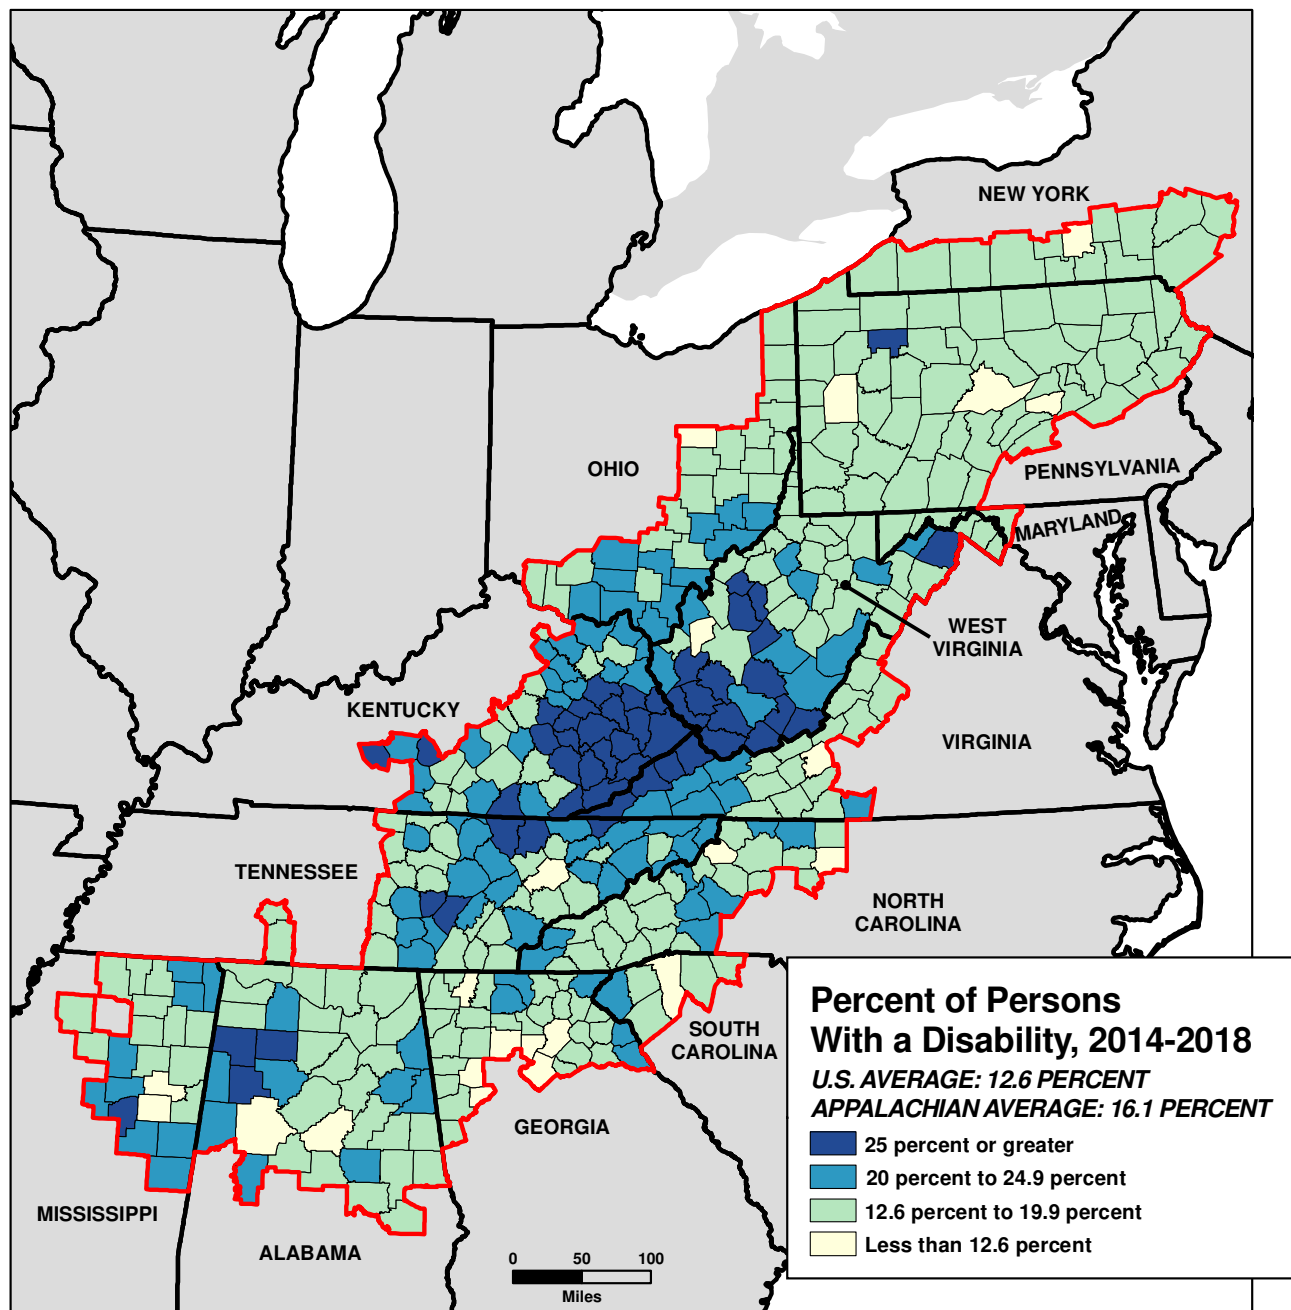 NEW YORK
OHIO
PENNSYLVANIA
MARYLAND
WEST
VIRGINIA
KENTUCKY
VIRGINIA
TENNESSEE
NORTH
CAROLINA
SOUTH
CAROLINA
GEORGIA
MISSISSIPPI
ALABAMA
0 50 100
Miles
Percent of Persons
With a Disability, 2014-2018
U.S. AVERAGE: 12.6 PERCENT
APPALACHIAN AVERAGE: 16.1 PERCENT
25 percent or greater
20 percent to 24.9 percent
12.6 percent to 19.9 percent
Less than 12.6 percent